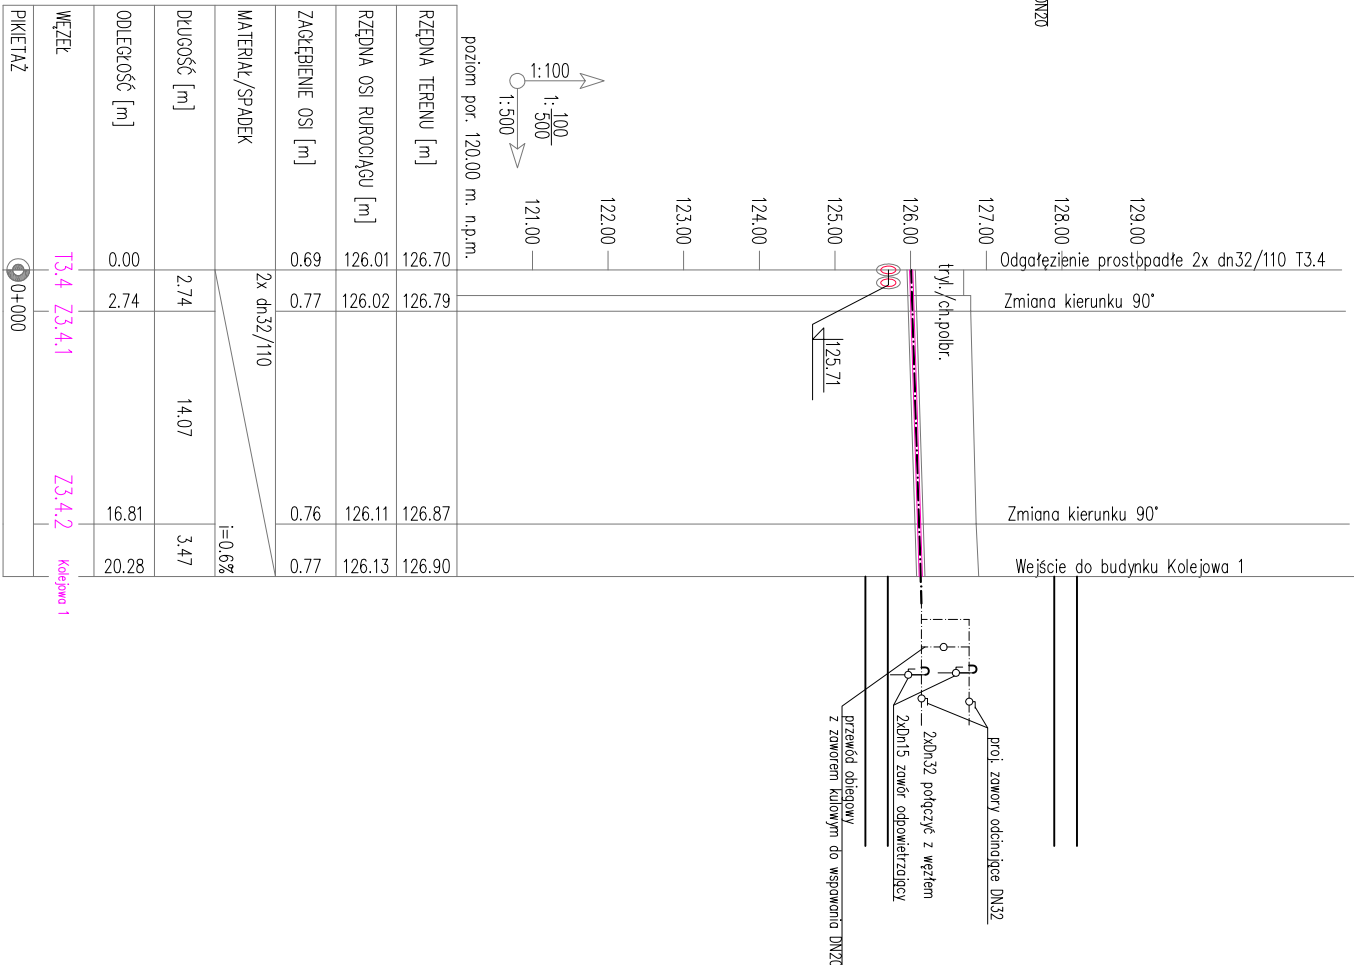 DN20
poziom por. 120.00 m. n.p.m.
1:100
1:500
1:100/500
121.00
122.00
123.00
124.00
125.00
126.00
127.00
128.00
129.00
Odgałęzienie prostopadłe 2x dn32/110 T3.4
Zmiana kierunku 90°
Zmiana kierunku 90°
Wejście do budynku Kolejowa 1
tryl./ch.polbr.
125.71
proj. zawory odcinające DN32
2xDn32 połączyć z węzłem
2xDn15 zawór odpowietrzający
przewód obiegowy
z zaworem kulowym do wspawania DN20
RZĘDNA TERENU [m]
126.70 126.79 126.87 126.90
RZĘDNA OSI RUROCIĄGU [m]
126.01 126.02 126.11 126.13
ZAGŁĘBIENIE OSI [m]
0.69 0.77 0.76 0.77
MATERIAŁ/SPADEK
2x dn32/110
i=0.6%
DŁUGOŚĆ [m]
2.74 14.07 3.47
ODLEGŁOŚĆ [m]
0.00 2.74 16.81 20.28
WĘZEŁ
T3.4 Z3.4.1 Z3.4.2 Kolejowa 1
PIKIETAŻ
0+000